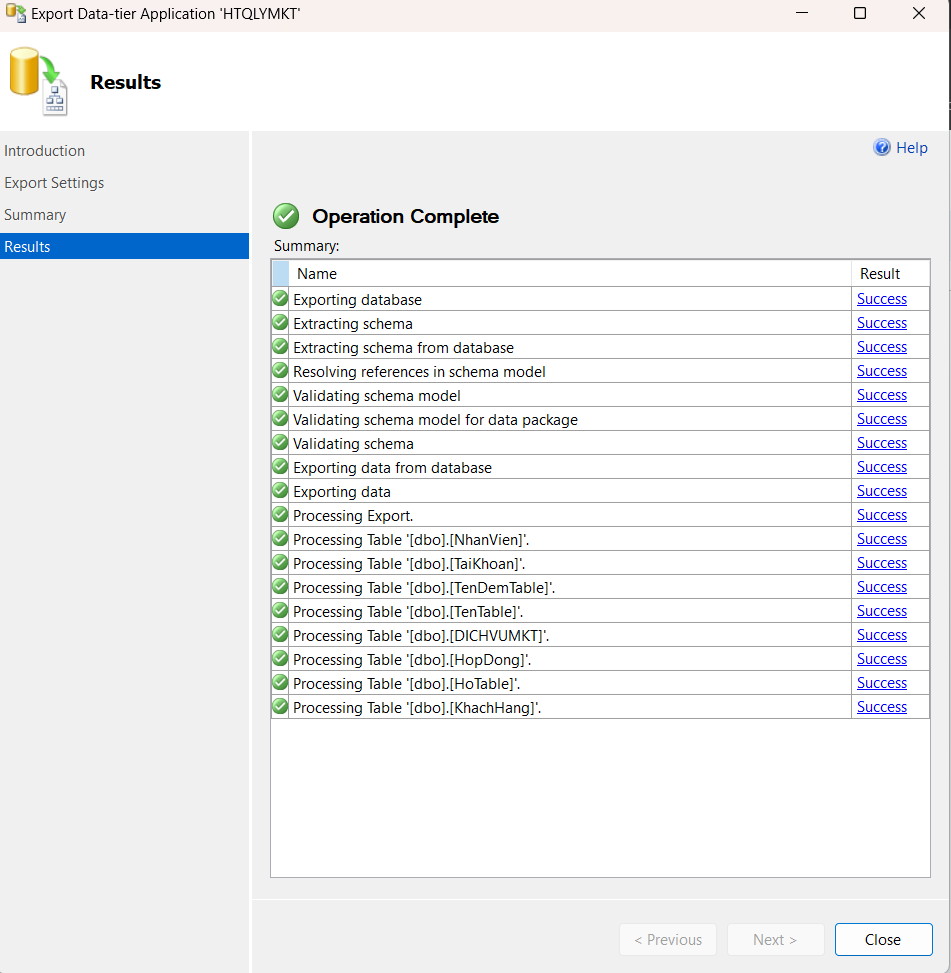 Export Data-tier Application 'HTQLYMKT'
Results
Introduction
Export Settings
Summary
Results
Help
Operation Complete
Summary:
Name Result
Exporting database Success
Extracting schema Success
Extracting schema from database Success
Resolving references in schema model Success
Validating schema model Success
Validating schema model for data package Success
Validating schema Success
Exporting data from database Success
Exporting data Success
Processing Export. Success
Processing Table '[dbo].[NhanVien]'. Success
Processing Table '[dbo].[TaiKhoan]'. Success
Processing Table '[dbo].[TenDemTable]'. Success
Processing Table '[dbo].[TenTable]'. Success
Processing Table '[dbo].[DICHVUMKT]'. Success
Processing Table '[dbo].[HopDong]'. Success
Processing Table '[dbo].[HoTable]'. Success
Processing Table '[dbo].[KhachHang]'. Success
< Previous Next > Close